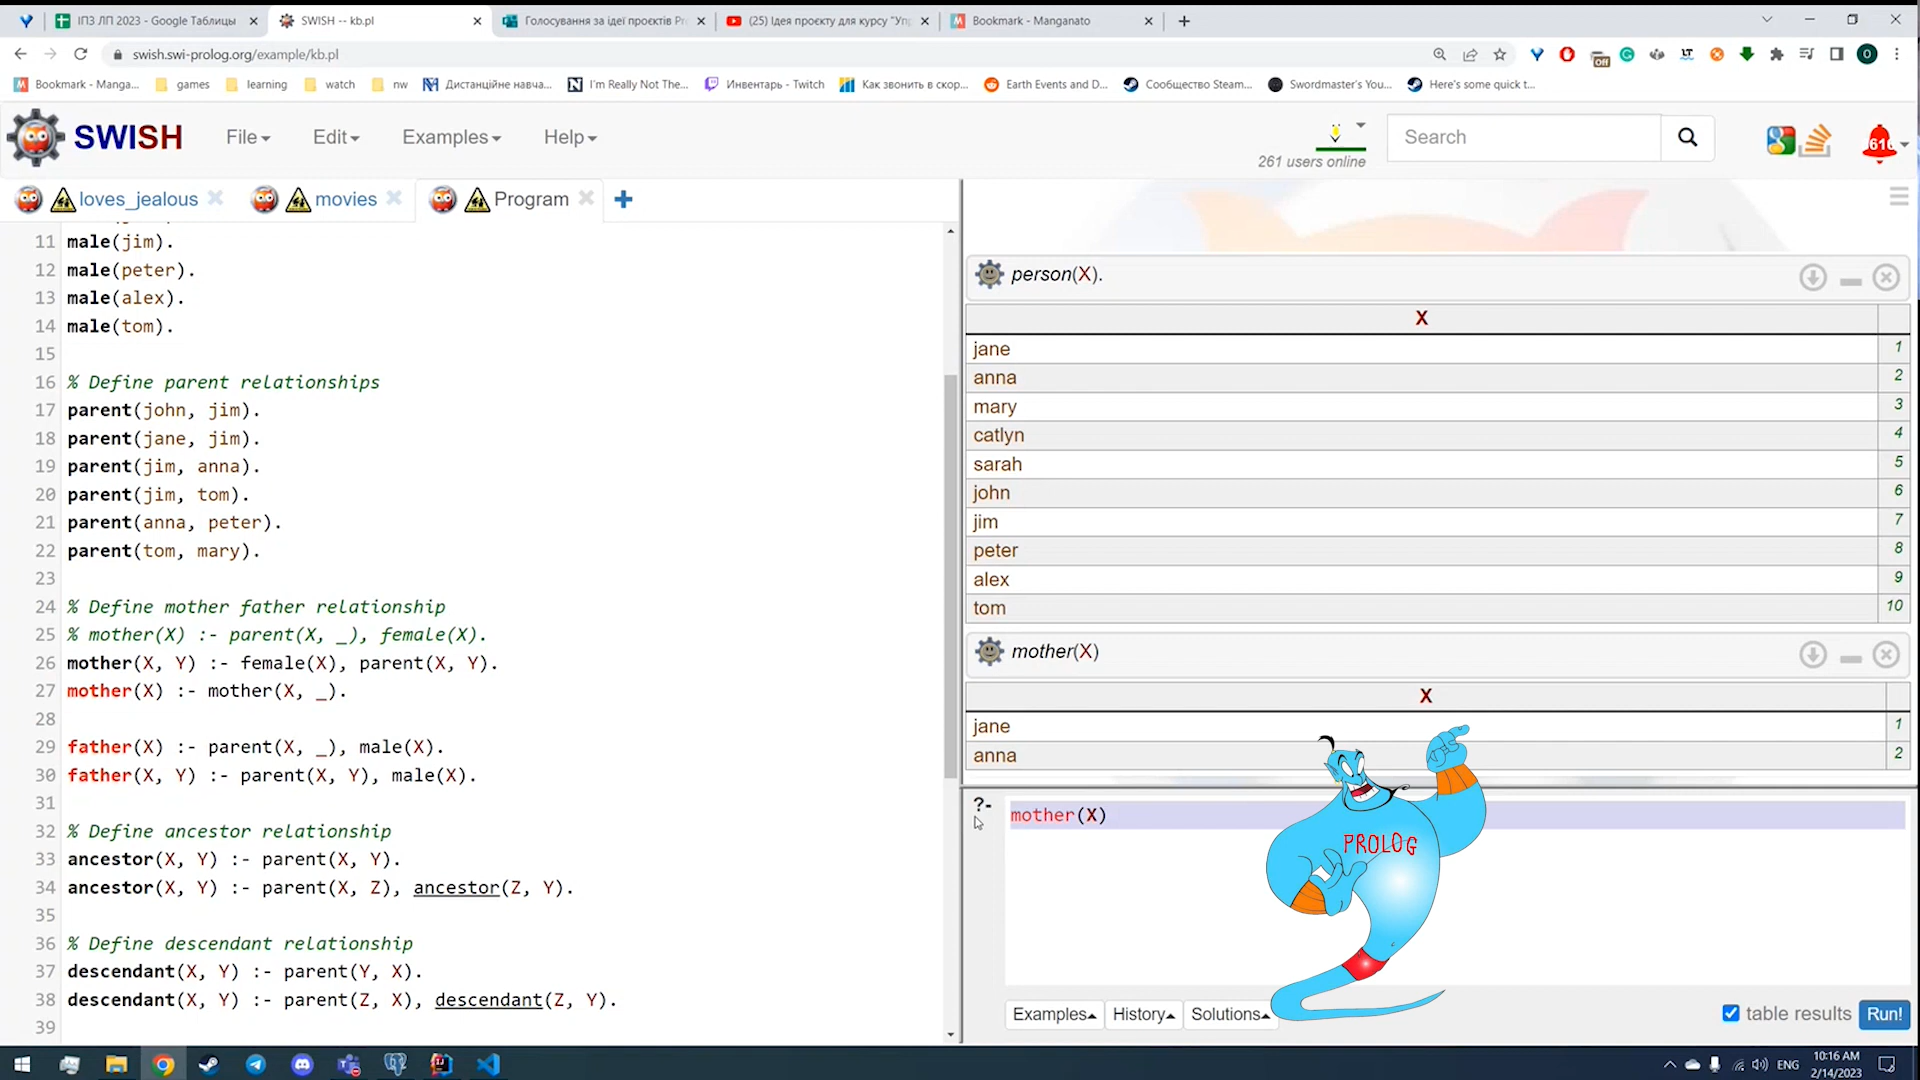 ІПЗ ЛП 2023 - Google Таблицы
SWISH -- kb.pl
Голосування за ідеї проєктів Pr
(25) Ідея проєкту для курсу "Уп
Bookmark - Manganato
swish.swi-prolog.org/example/kb.pl
Off
O
Bookmark - Manga...
games
learning
watch
nw
Дистанційне навча...
I'm Really Not The...
Инвентарь - Twitch
Как звонить в скор...
Earth Events and D...
Сообщество Steam...
Swordmaster's You...
Here's some quick t...
SWISH
File
Edit
Examples
Help
261 users online
Search
616
loves_jealous
movies
Program
11 male(jim).
12 male(peter).
13 male(alex).
14 male(tom).
15
16 % Define parent relationships
17 parent(john, jim).
18 parent(jane, jim).
19 parent(jim, anna).
20 parent(jim, tom).
21 parent(anna, peter).
22 parent(tom, mary).
23
24 % Define mother father relationship
25 % mother(X) :- parent(X, _), female(X).
26 mother(X, Y) :- female(X), parent(X, Y).
27 mother(X) :- mother(X, _).
28
29 father(X) :- parent(X, _), male(X).
30 father(X, Y) :- parent(X, Y), male(X).
31
32 % Define ancestor relationship
33 ancestor(X, Y) :- parent(X, Y).
34 ancestor(X, Y) :- parent(X, Z), ancestor(Z, Y).
35
36 % Define descendant relationship
37 descendant(X, Y) :- parent(Y, X).
38 descendant(X, Y) :- parent(Z, X), descendant(Z, Y).
39
person(X).
X
jane 1
anna 2
mary 3
catlyn 4
sarah 5
john 6
jim 7
peter 8
alex 9
tom 10
mother(X)
X
jane 1
anna 2
?- mother(X)
PROLOG
Examples
History
Solutions
table results
Run!
ENG
10:16 AM
2/14/2023